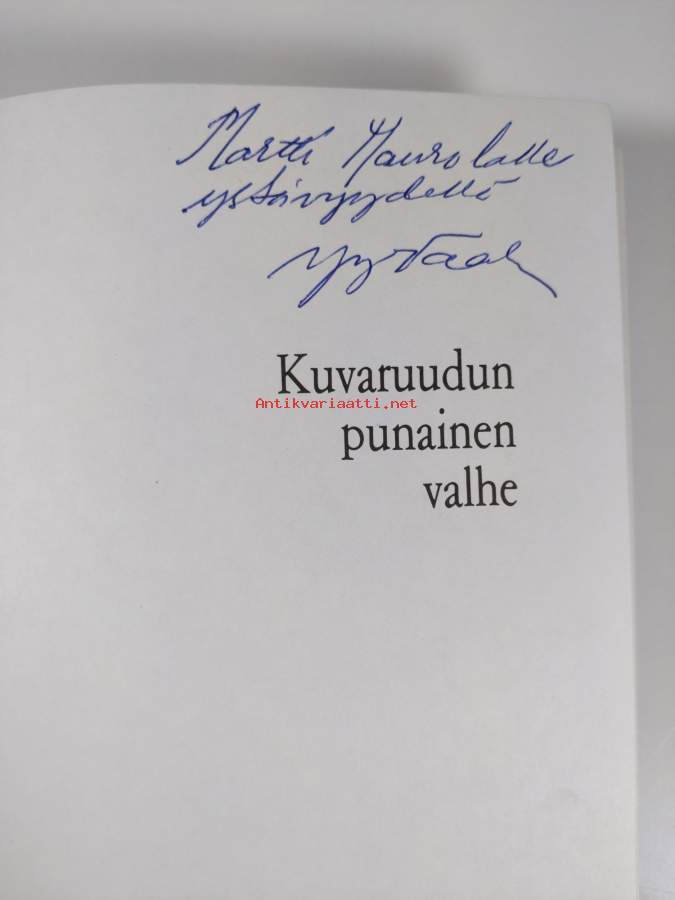 Martti Maurolalle
ystävyydellä
Kuvaruudun
Antikvariaatti.net
punainen
valhe